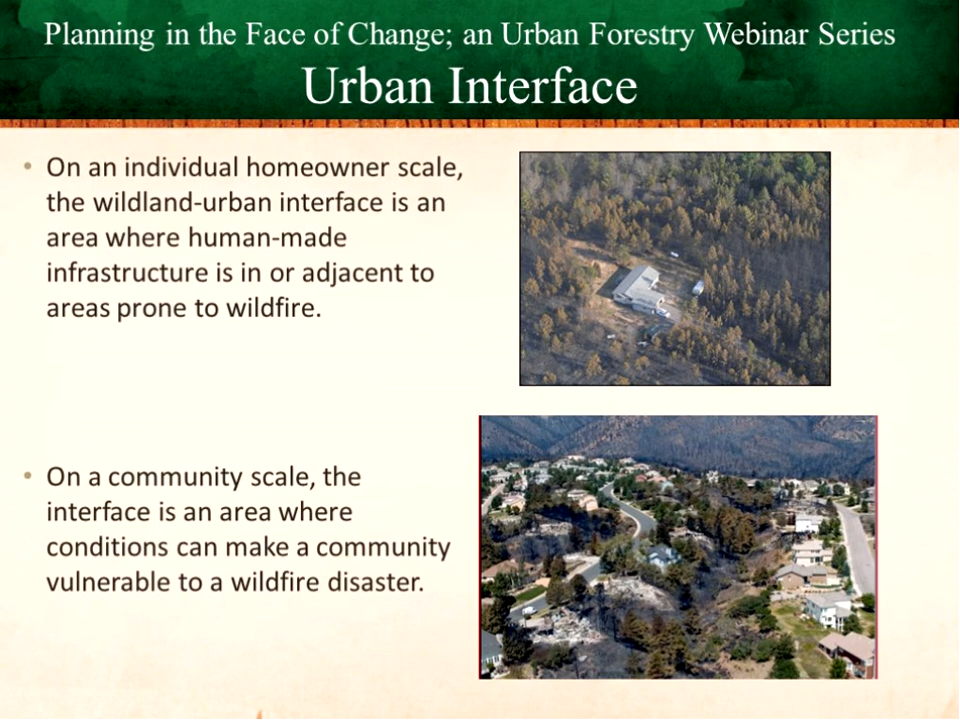 Planning in the Face of Change; an Urban Forestry Webinar Series
Urban Interface
• On an individual homeowner scale,
the wildland-urban interface is an
area where human-made
infrastructure is in or adjacent to
areas prone to wildfire.
• On a community scale, the
interface is an area where
conditions can make a community
vulnerable to a wildfire disaster.